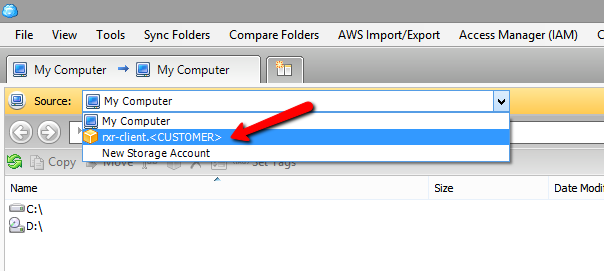 File View Tools Sync Folders Compare Folders AWS Import/Export Access Manager (IAM)
My Computer My Computer
Source: My Computer
My Computer
rxr-client.<CUSTOMER>
New Storage Account
Copy Move Set Tags
Name Size Date Modi
C:\
D:\